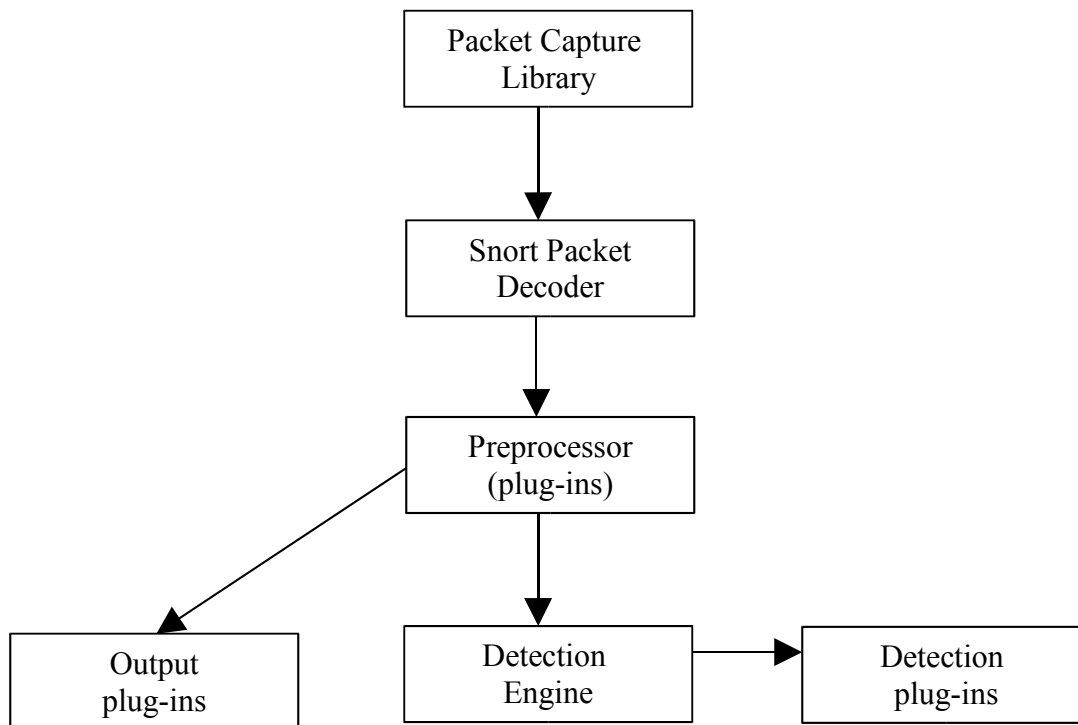 Packet Capture
Library
Snort Packet
Decoder
Preprocessor
(plug-ins)
Output
plug-ins
Detection
Engine
Detection
plug-ins